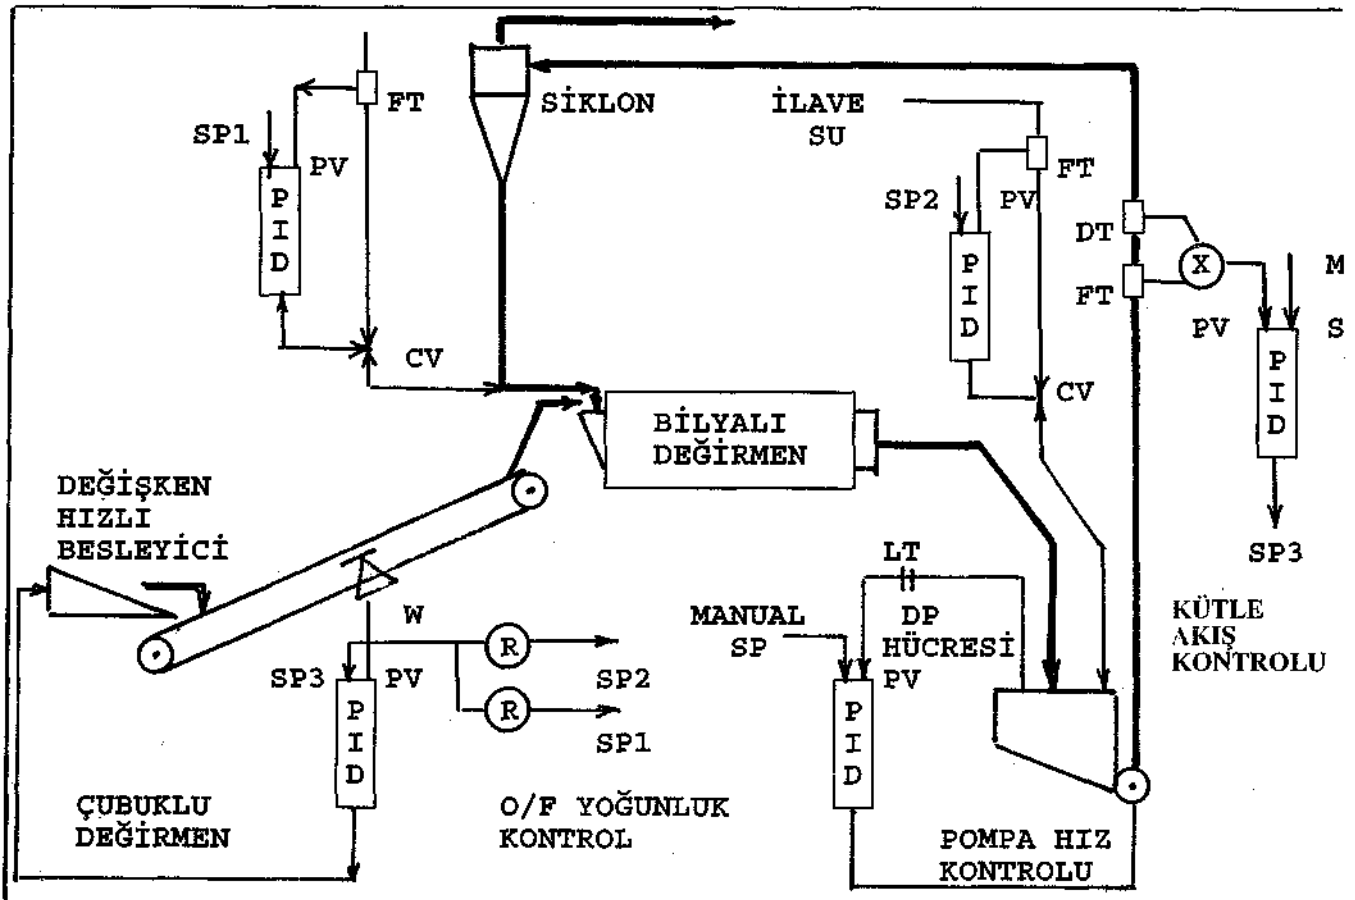 FT
SP1
PV
P
I
D
CV
SİKLON
İLAVE
SU
FT
SP2
PV
P
I
D
CV
DT
FT
X
M
PV
S
P
I
D
SP3
KÜTLE
AKIŞ
KONTROLU
BİLYALI
DEĞİRMEN
DEĞİŞKEN
HIZLI
BESLEYİCİ
W
R
SP3
PV
SP2
R
SP1
P
I
D
ÇUBUKLU
DEĞİRMEN
O/F YOĞUNLUK
KONTROL
LT
MANUAL
SP
DP
HÜCRESİ
PV
P
I
D
POMPA HIZ
KONTROLU